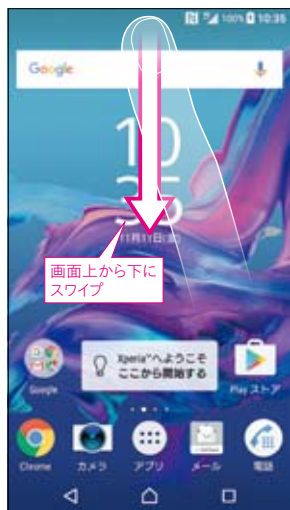 100% 10:35
Google
10
35
11月11日(金)
画面上から下に
スワイプ
Xperia™へようこそ
ここから開始する
Google
Play ストア
Chrome
カメラ
アプリ
メール
電話